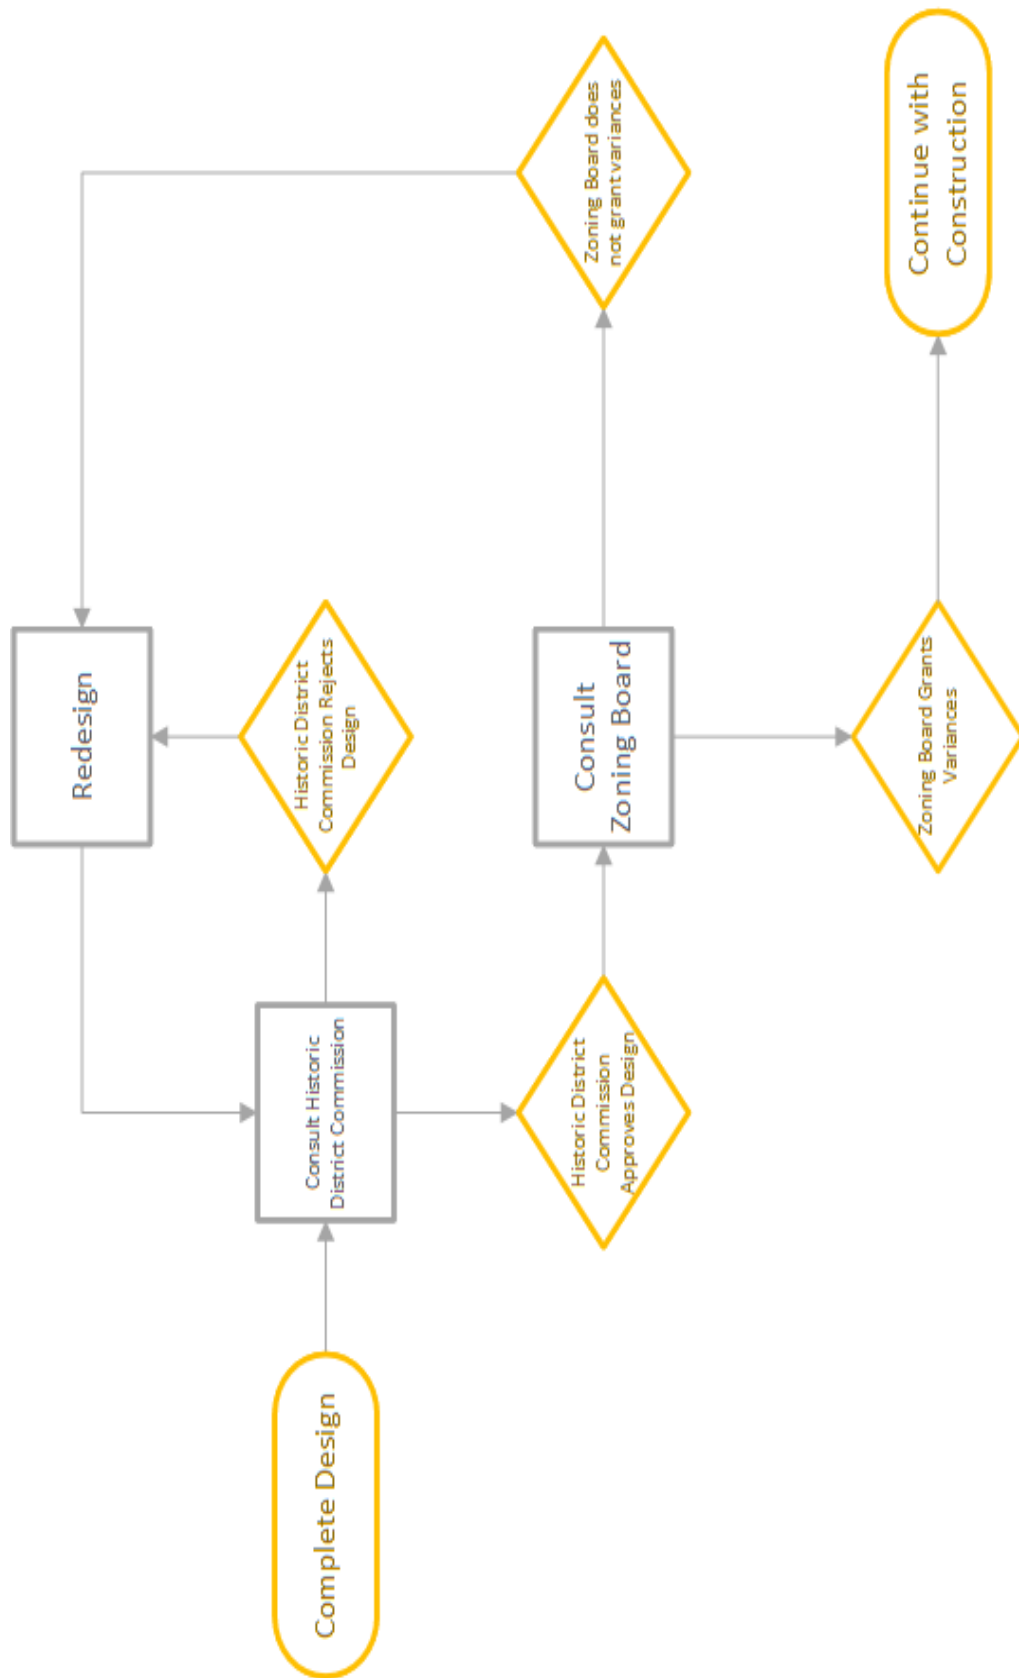 Complete Design
Consult Historic
District Commission
Redesign
Historic District
Commission Rejects
Design
Historic District
Commission
Approves Design
Consult
Zoning Board
Zoning Board does
not grant variances
Zoning Board Grants
Variances
Continue with
Construction